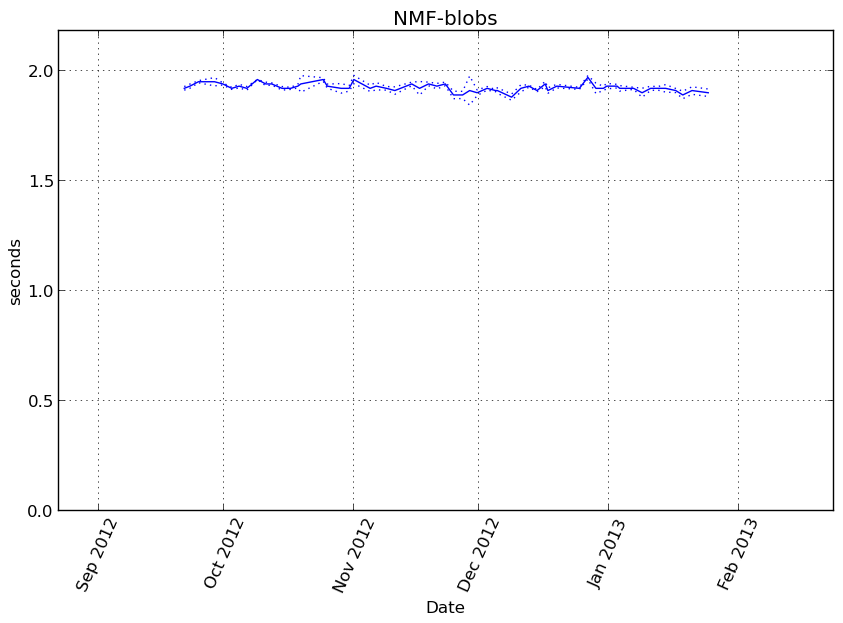 NMF-blobs
2.0
1.5
1.0
0.5
0.0
seconds
Sep 2012
Oct 2012
Nov 2012
Dec 2012
Jan 2013
Feb 2013
Date